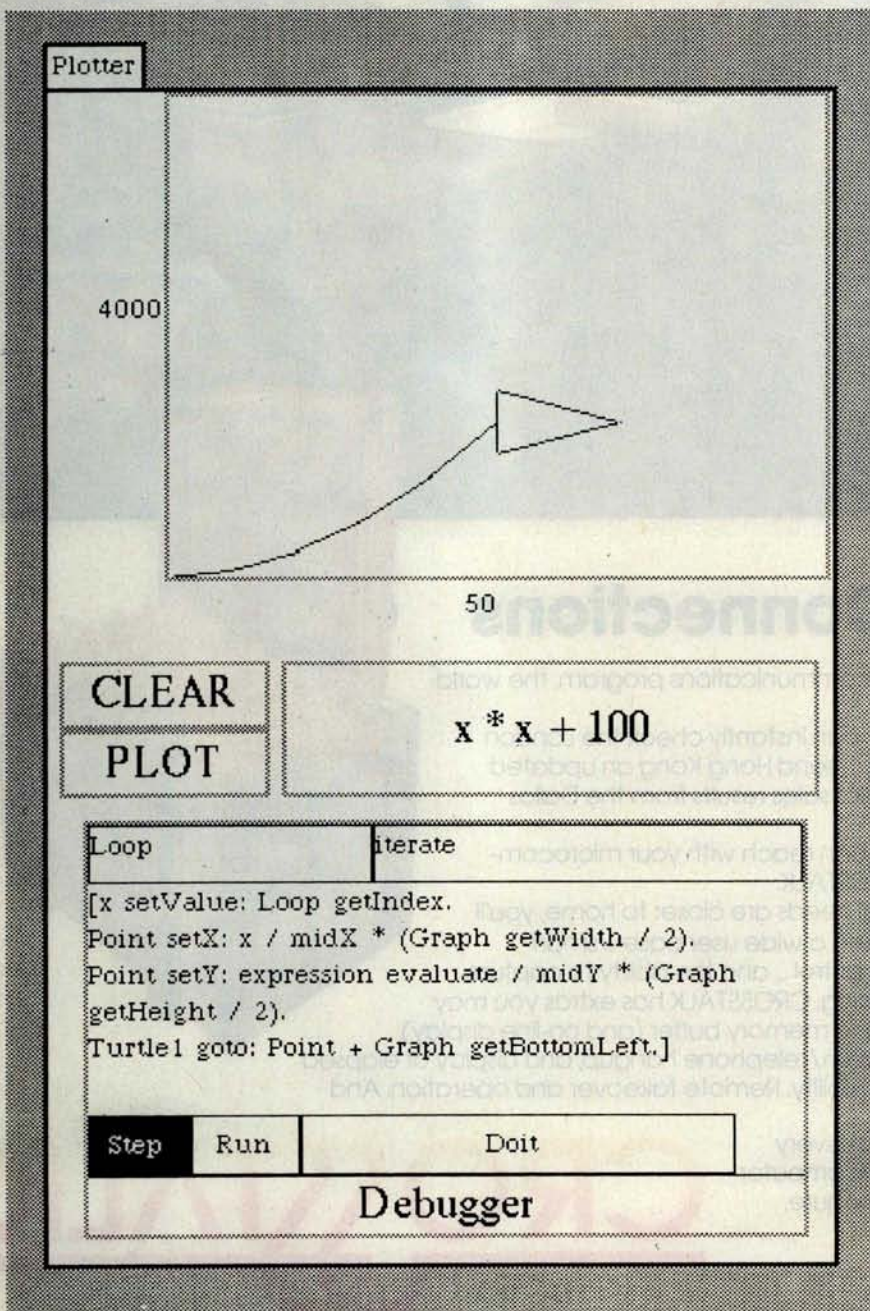 Plotter
4000
50
CLEAR
PLOT
x * x + 100
Loop
iterate
[x setValue: Loop getIndex.
Point setX: x / midX * (Graph getWidth / 2).
Point setY: expression evaluate / midY * (Graph
getHeight / 2).
Turtle1 goto: Point + Graph getBottomLeft.]
Step
Run
Doit
Debugger